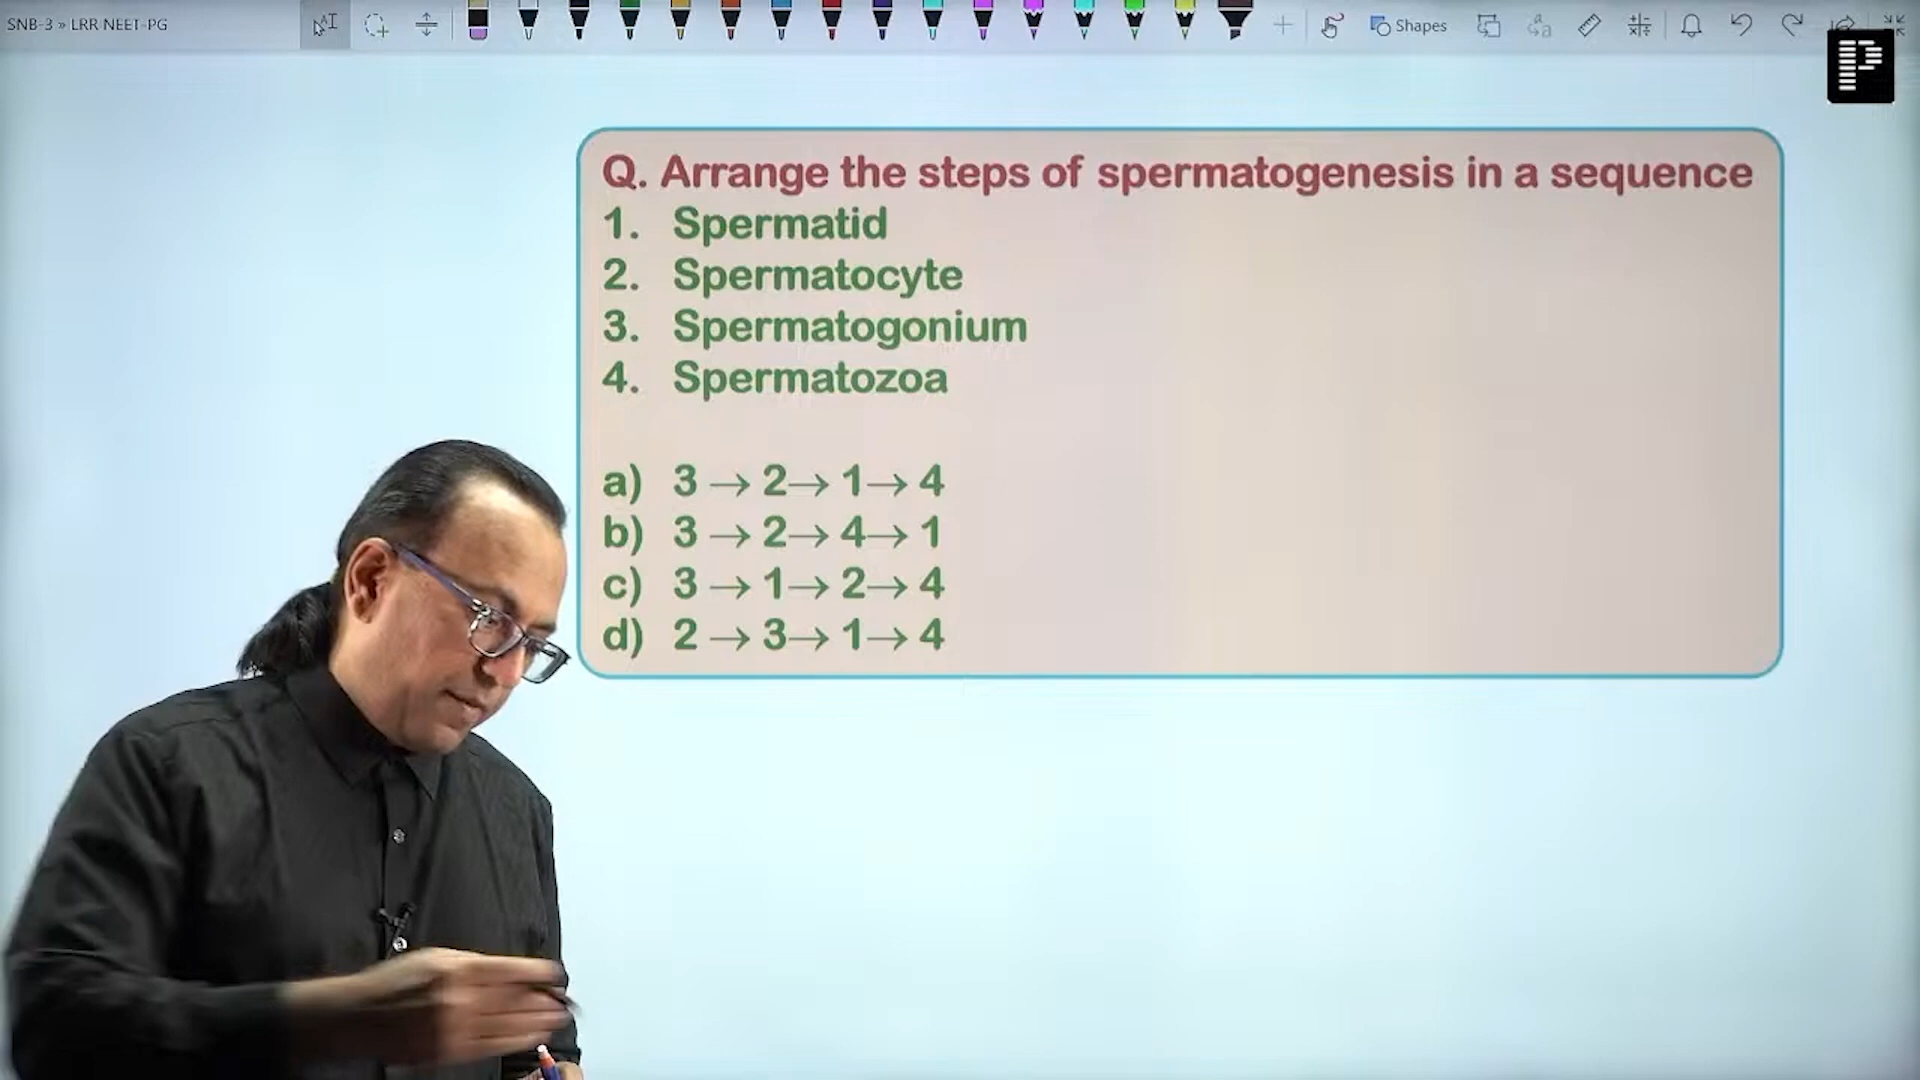 SNB-3 » LRR NEET-PG
Shapes
Q. Arrange the steps of spermatogenesis in a sequence
1. Spermatid
2. Spermatocyte
3. Spermatogonium
4. Spermatozoa
a) 3 → 2→ 1→ 4
b) 3 → 2→ 4→ 1
c) 3 → 1→ 2→ 4
d) 2 → 3→ 1→ 4